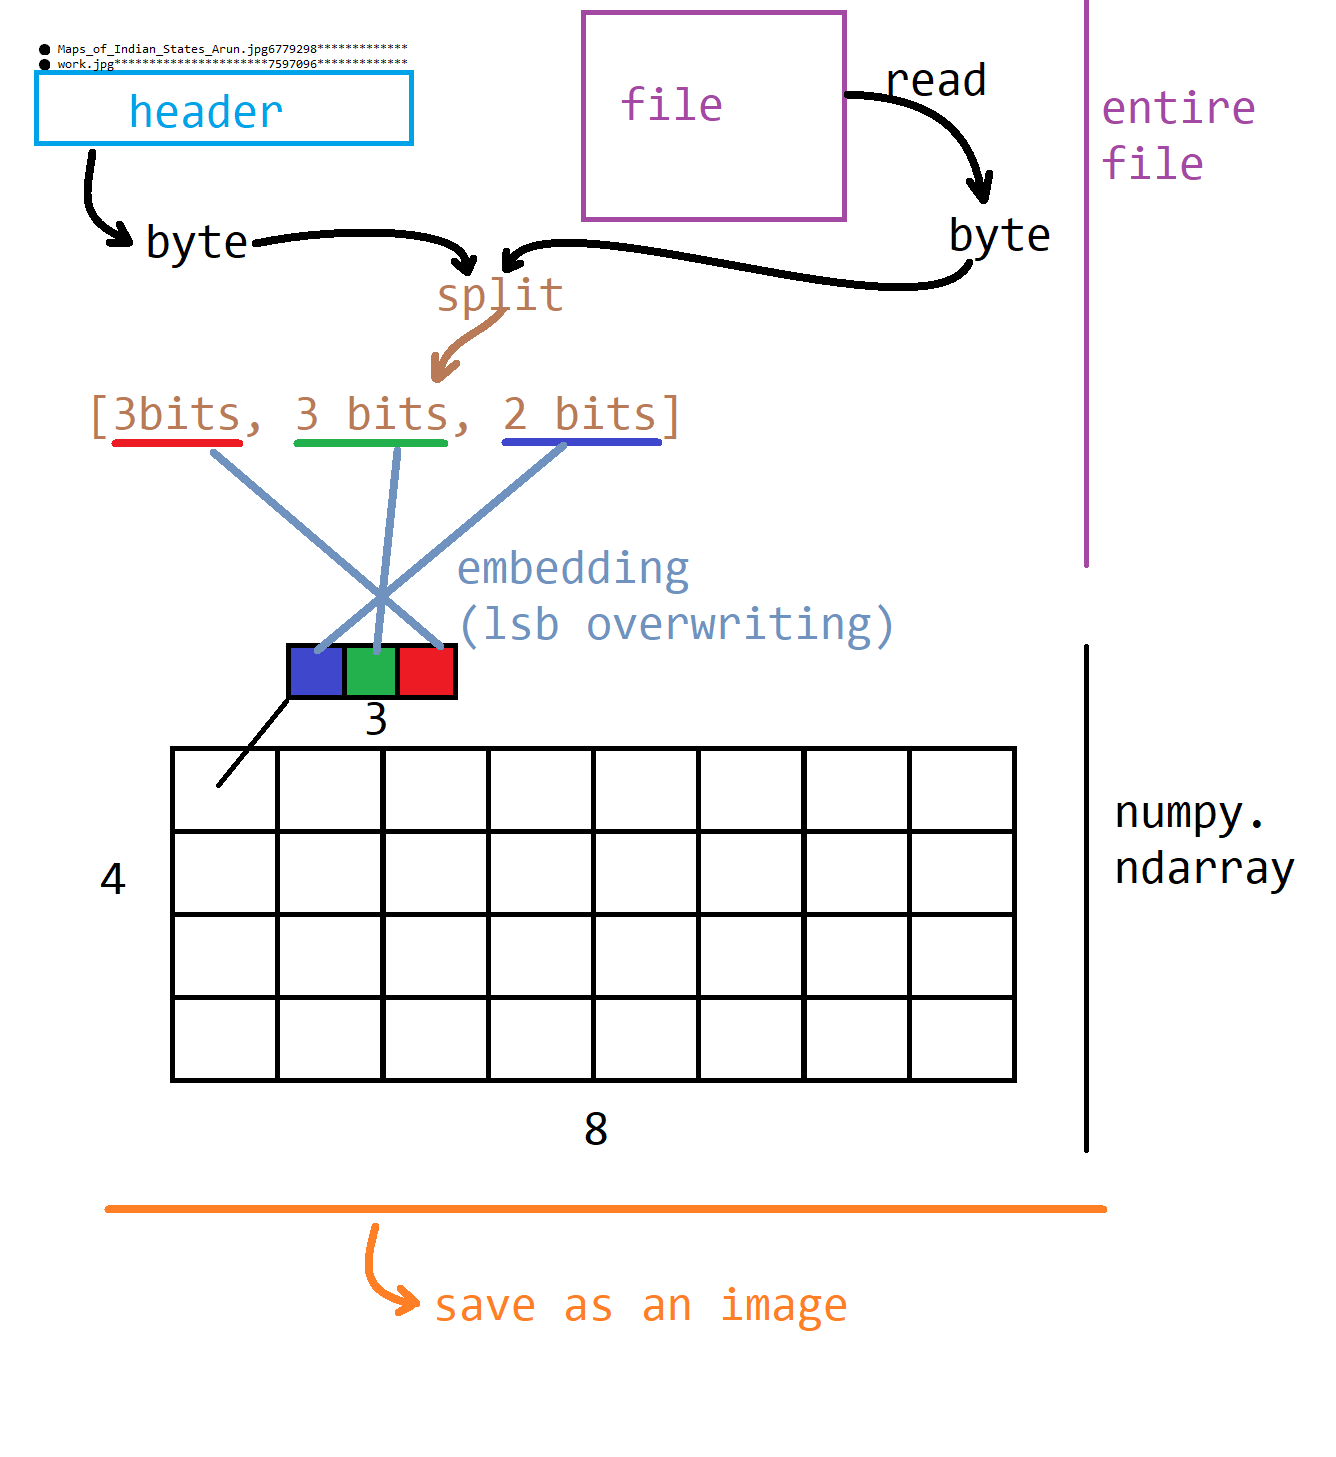 ● Maps_of_Indian_States_Arun.jpg6779298*************
● work.jpg**********************7597096*************
header
file
read
entire
file
byte
byte
split
[3bits, 3 bits, 2 bits]
embedding
(lsb overwriting)
3
4
numpy.
ndarray
8
save as an image